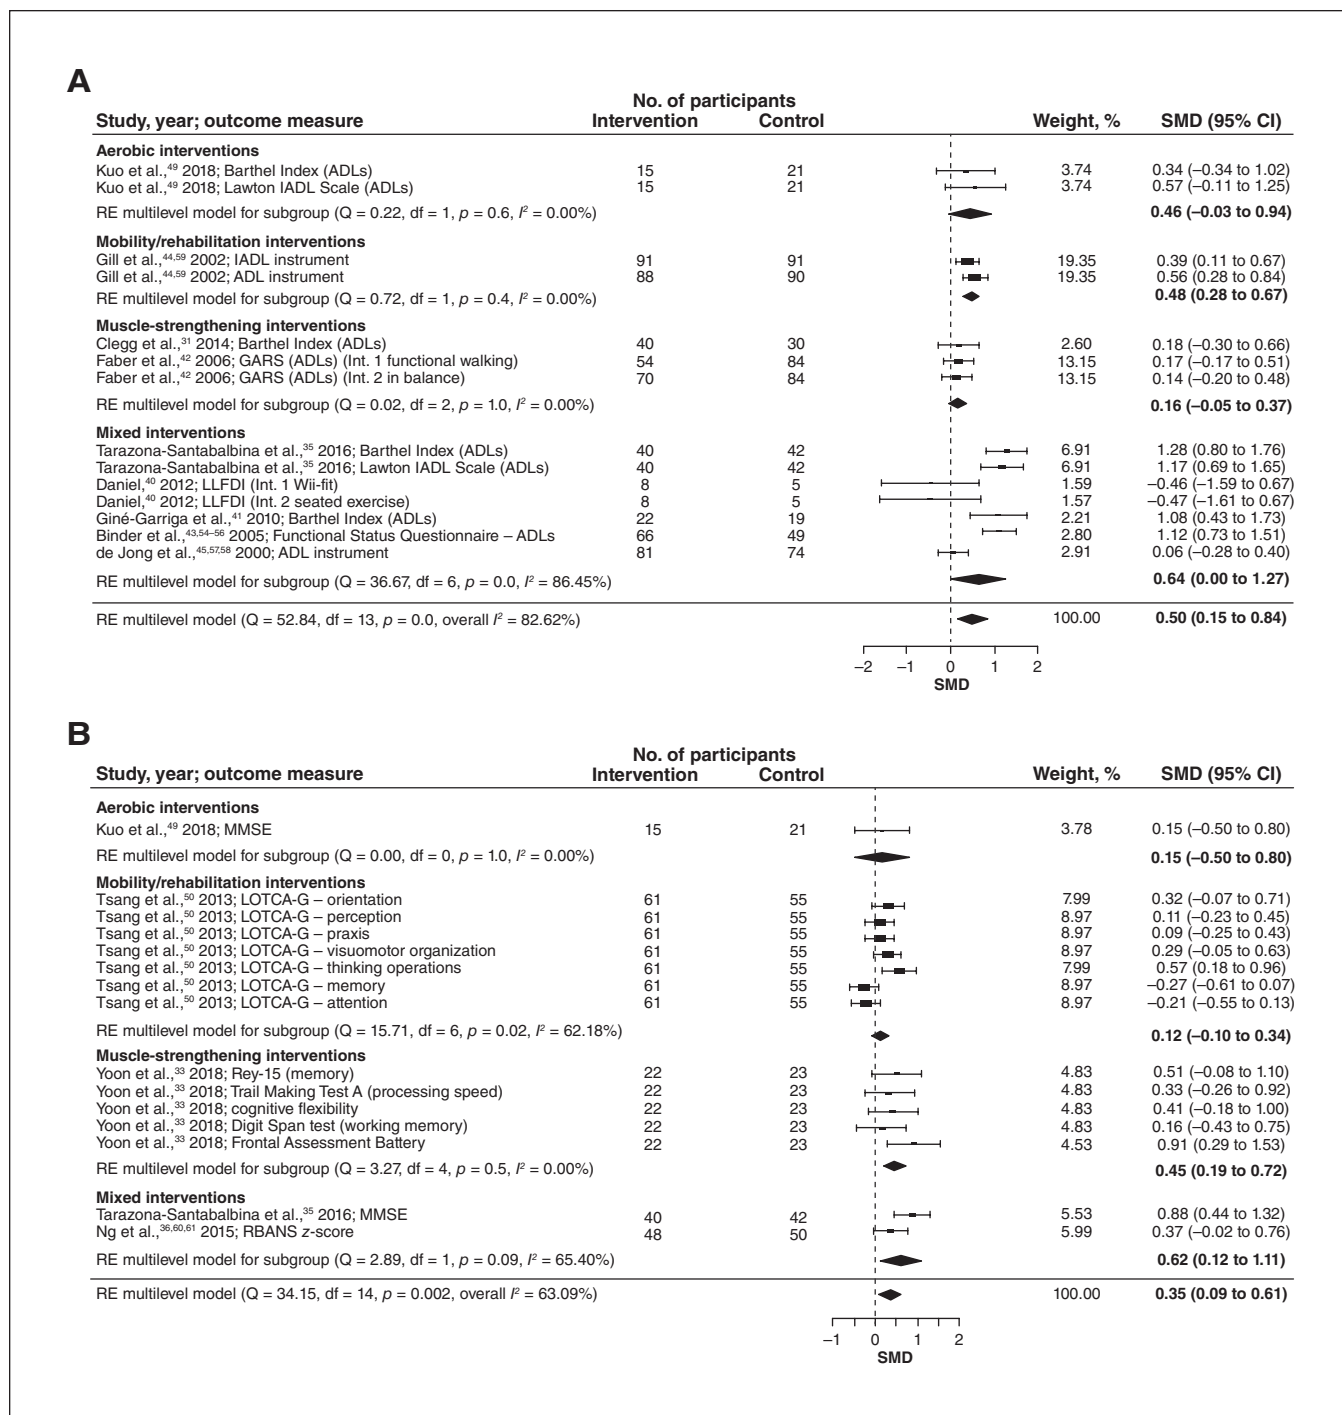 A
No. of participants
Study, year; outcome measure Intervention Control Weight, % SMD (95% CI)
Aerobic interventions
Kuo et al.,49 2018; Barthel Index (ADLs) 15 21 3.74 0.34 (–0.34 to 1.02)
Kuo et al.,49 2018; Lawton IADL Scale (ADLs) 15 21 3.74 0.57 (–0.11 to 1.25)
RE multilevel model for subgroup (Q = 0.22, df = 1, p = 0.6, I2 = 0.00%) 0.46 (–0.03 to 0.94)
Mobility/rehabilitation interventions
Gill et al.,44,59 2002; IADL instrument 91 91 19.35 0.39 (0.11 to 0.67)
Gill et al.,44,59 2002; ADL instrument 88 90 19.35 0.56 (0.28 to 0.84)
RE multilevel model for subgroup (Q = 0.72, df = 1, p = 0.4, I2 = 0.00%) 0.48 (0.28 to 0.67)
Muscle-strengthening interventions
Clegg et al.,31 2014; Barthel Index (ADLs) 40 30 2.60 0.18 (–0.30 to 0.66)
Faber et al.,42 2006; GARS (ADLs) (Int. 1 functional walking) 54 84 13.15 0.17 (–0.17 to 0.51)
Faber et al.,42 2006; GARS (ADLs) (Int. 2 in balance) 70 84 13.15 0.14 (–0.20 to 0.48)
RE multilevel model for subgroup (Q = 0.02, df = 2, p = 1.0, I2 = 0.00%) 0.16 (–0.05 to 0.37)
Mixed interventions
Tarazona-Santabalbina et al.,35 2016; Barthel Index (ADLs) 40 42 6.91 1.28 (0.80 to 1.76)
Tarazona-Santabalbina et al.,35 2016; Lawton IADL Scale (ADLs) 40 42 6.91 1.17 (0.69 to 1.65)
Daniel,40 2012; LLFDI (Int. 1 Wii-fit) 8 5 1.59 –0.46 (–1.59 to 0.67)
Daniel,40 2012; LLFDI (Int. 2 seated exercise) 8 5 1.57 –0.47 (–1.61 to 0.67)
Giné-Garriga et al.,41 2010; Barthel Index (ADLs) 22 19 2.21 1.08 (0.43 to 1.73)
Binder et al.,43,54–56 2005; Functional Status Questionnaire – ADLs 66 49 2.80 1.12 (0.73 to 1.51)
de Jong et al.,45,57,58 2000; ADL instrument 81 74 2.91 0.06 (–0.28 to 0.40)
RE multilevel model for subgroup (Q = 36.67, df = 6, p = 0.0, I2 = 86.45%) 0.64 (0.00 to 1.27)
RE multilevel model (Q = 52.84, df = 13, p = 0.0, overall I2 = 82.62%) 100.00 0.50 (0.15 to 0.84)
–2 –1 0 1 2
SMD
B
No. of participants
Study, year; outcome measure Intervention Control Weight, % SMD (95% CI)
Aerobic interventions
Kuo et al.,49 2018; MMSE 15 21 3.78 0.15 (–0.50 to 0.80)
RE multilevel model for subgroup (Q = 0.00, df = 0, p = 1.0, I2 = 0.00%) 0.15 (–0.50 to 0.80)
Mobility/rehabilitation interventions
Tsang et al.,50 2013; LOTCA-G – orientation 61 55 7.99 0.32 (–0.07 to 0.71)
Tsang et al.,50 2013; LOTCA-G – perception 61 55 8.97 0.11 (–0.23 to 0.45)
Tsang et al.,50 2013; LOTCA-G – praxis 61 55 8.97 0.09 (–0.25 to 0.43)
Tsang et al.,50 2013; LOTCA-G – visuomotor organization 61 55 8.97 0.29 (–0.05 to 0.63)
Tsang et al.,50 2013; LOTCA-G – thinking operations 61 55 7.99 0.57 (0.18 to 0.96)
Tsang et al.,50 2013; LOTCA-G – memory 61 55 8.97 –0.27 (–0.61 to 0.07)
Tsang et al.,50 2013; LOTCA-G – attention 61 55 8.97 –0.21 (–0.55 to 0.13)
RE multilevel model for subgroup (Q = 15.71, df = 6, p = 0.02, I2 = 62.18%) 0.12 (–0.10 to 0.34)
Muscle-strengthening interventions
Yoon et al.,33 2018; Rey-15 (memory) 22 23 4.83 0.51 (–0.08 to 1.10)
Yoon et al.,33 2018; Trail Making Test A (processing speed) 22 23 4.83 0.33 (–0.26 to 0.92)
Yoon et al.,33 2018; cognitive flexibility 22 23 4.83 0.41 (–0.18 to 1.00)
Yoon et al.,33 2018; Digit Span test (working memory) 22 23 4.83 0.16 (–0.43 to 0.75)
Yoon et al.,33 2018; Frontal Assessment Battery 22 23 4.53 0.91 (0.29 to 1.53)
RE multilevel model for subgroup (Q = 3.27, df = 4, p = 0.5, I2 = 0.00%) 0.45 (0.19 to 0.72)
Mixed interventions
Tarazona-Santabalbina et al.,35 2016; MMSE 40 42 5.53 0.88 (0.44 to 1.32)
Ng et al.,36,60,61 2015; RBANS z-score 48 50 5.99 0.37 (–0.02 to 0.76)
RE multilevel model for subgroup (Q = 2.89, df = 1, p = 0.09, I2 = 65.40%) 0.62 (0.12 to 1.11)
RE multilevel model (Q = 34.15, df = 14, p = 0.002, overall I2 = 63.09%) 100.00 0.35 (0.09 to 0.61)
–1 0 1 2
SMD